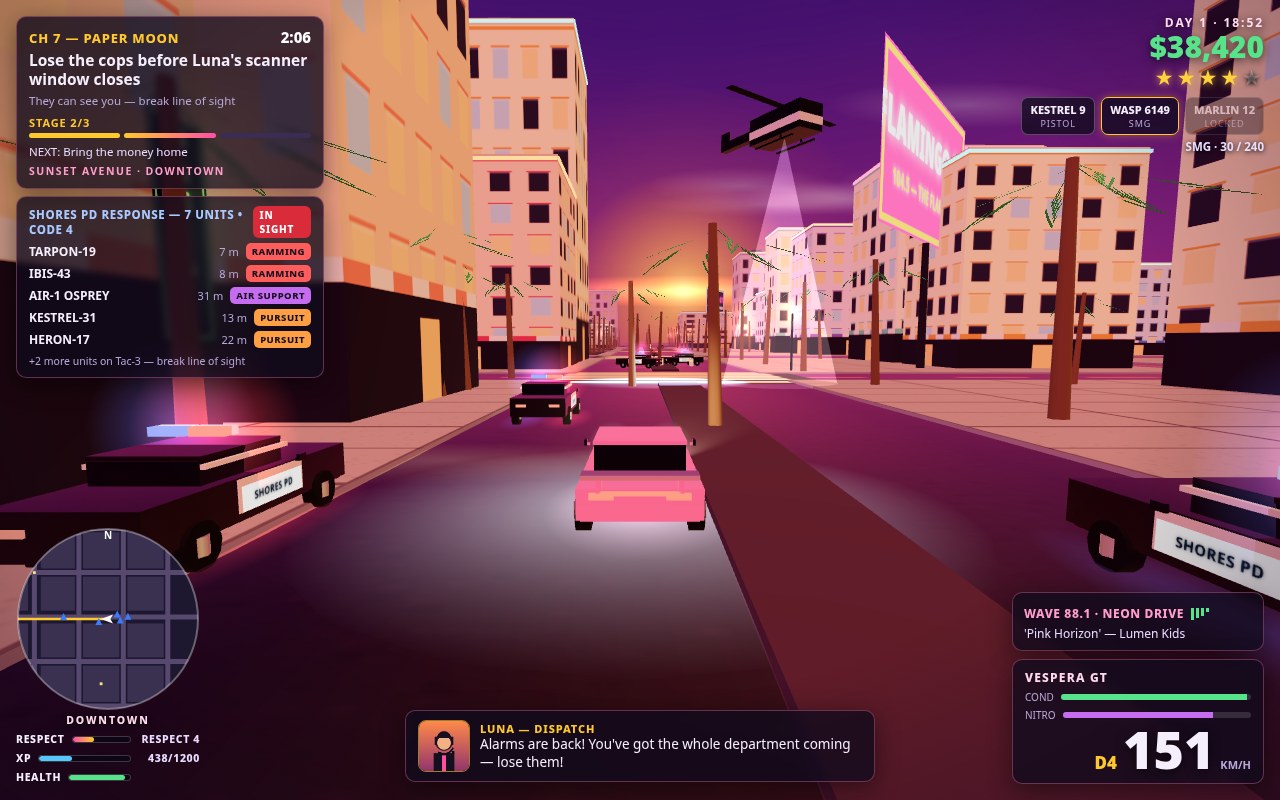 CH 7 — PAPER MOON 2:06
Lose the cops before Luna's scanner
window closes
They can see you — break line of sight
STAGE 2/3
NEXT: Bring the money home
SUNSET AVENUE · DOWNTOWN
SHORES PD RESPONSE — 7 UNITS •
CODE 4
IN
SIGHT
TARPON-19 7 m RAMMING
IBIS-43 8 m RAMMING
AIR-1 OSPREY 31 m AIR SUPPORT
KESTREL-31 13 m PURSUIT
HERON-17 22 m PURSUIT
+2 more units on Tac-3 — break line of sight
DAY 1 · 18:52
$38,420
KESTREL 9
PISTOL
WASP 6149
SMG
MARLIN 12
LOCKED
SMG · 30 / 240
FLAMINGO
SHORES PD
SHORES PD
N
DOWNTOWN
RESPECT RESPECT 4
XP 438/1200
HEALTH
LUNA — DISPATCH
Alarms are back! You've got the whole department coming
— lose them!
WAVE 88.1 · NEON DRIVE
'Pink Horizon' — Lumen Kids
VESPERA GT
COND
NITRO
D4 151 KM/H